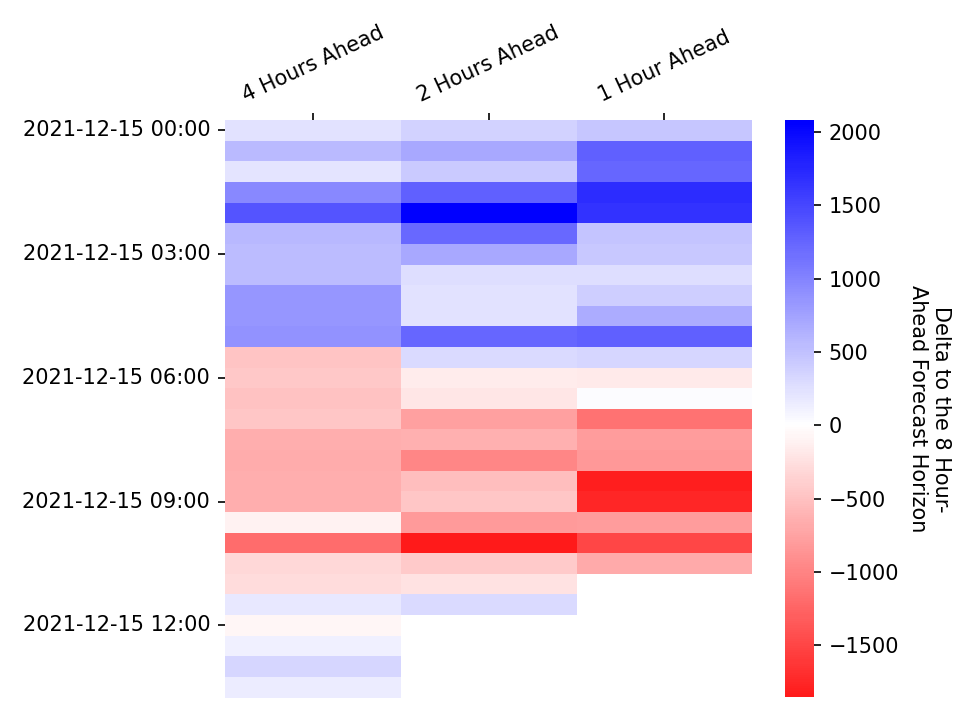 4 Hours Ahead
2 Hours Ahead
1 Hour Ahead
2021-12-15 00:00
2021-12-15 03:00
2021-12-15 06:00
2021-12-15 09:00
2021-12-15 12:00
2000
1500
1000
500
0
−500
−1000
−1500
Delta to the 8 Hour-
Ahead Forecast Horizon